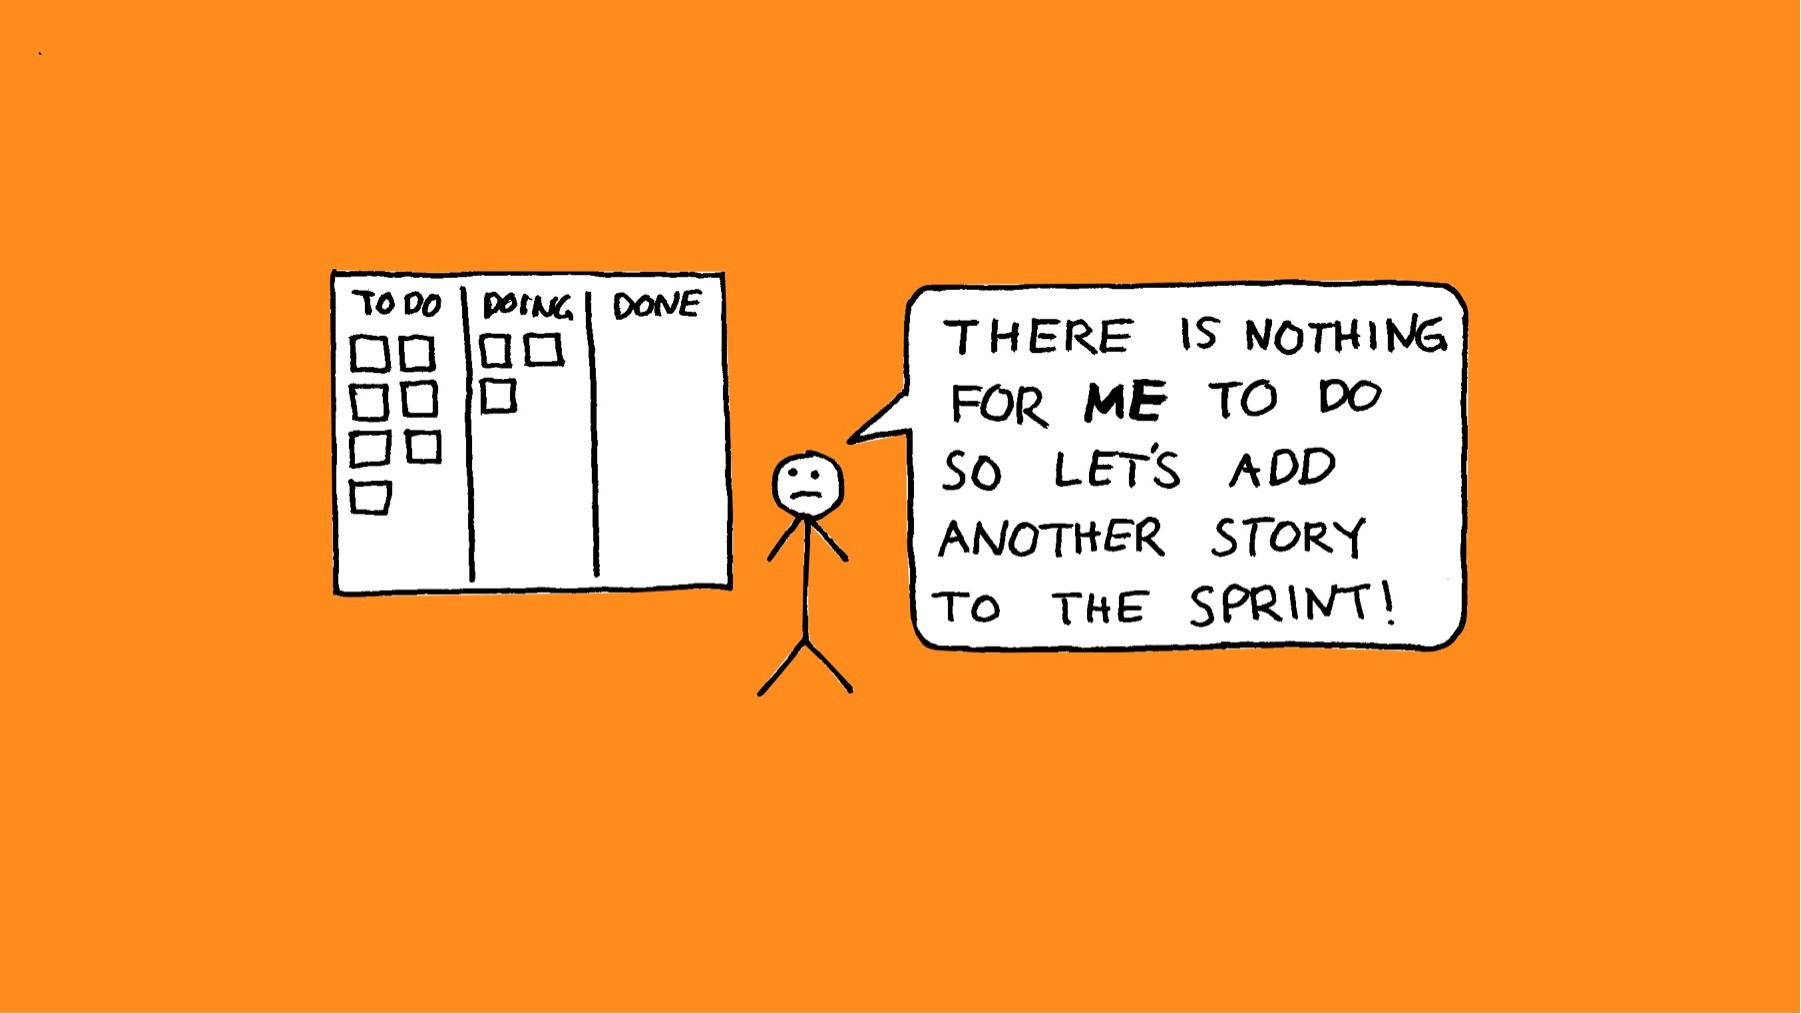 TO DO
DOING
DONE
THERE IS NOTHING
FOR ME TO DO
SO LET'S ADD
ANOTHER STORY
TO THE SPRINT!